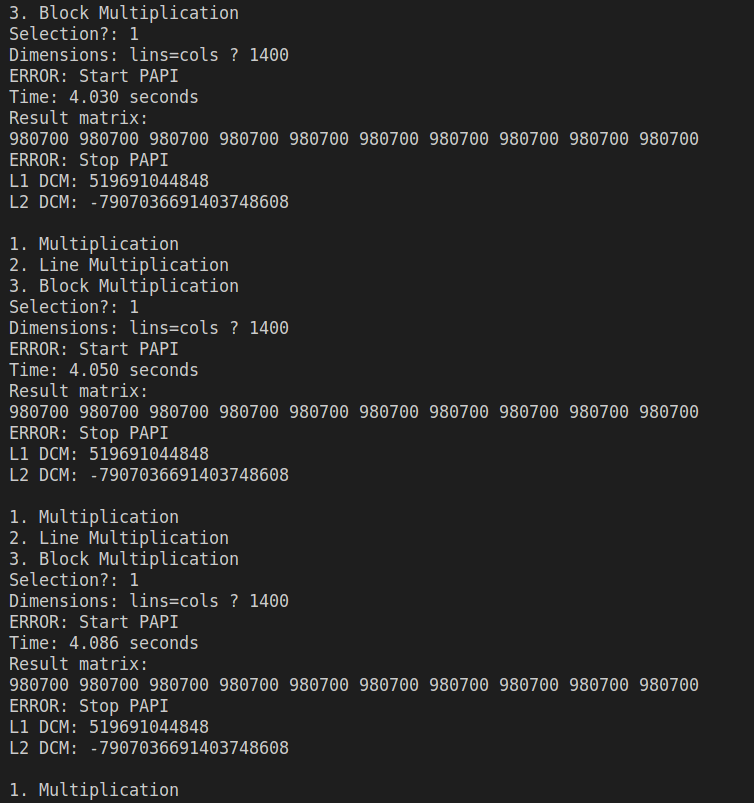 3. Block Multiplication
Selection?: 1
Dimensions: lins=cols ? 1400
ERROR: Start PAPI
Time: 4.030 seconds
Result matrix:
980700 980700 980700 980700 980700 980700 980700 980700 980700 980700
ERROR: Stop PAPI
L1 DCM: 519691044848
L2 DCM: -7907036691403748608
1. Multiplication
2. Line Multiplication
3. Block Multiplication
Selection?: 1
Dimensions: lins=cols ? 1400
ERROR: Start PAPI
Time: 4.050 seconds
Result matrix:
980700 980700 980700 980700 980700 980700 980700 980700 980700 980700
ERROR: Stop PAPI
L1 DCM: 519691044848
L2 DCM: -7907036691403748608
1. Multiplication
2. Line Multiplication
3. Block Multiplication
Selection?: 1
Dimensions: lins=cols ? 1400
ERROR: Start PAPI
Time: 4.086 seconds
Result matrix:
980700 980700 980700 980700 980700 980700 980700 980700 980700 980700
ERROR: Stop PAPI
L1 DCM: 519691044848
L2 DCM: -7907036691403748608
1. Multiplication